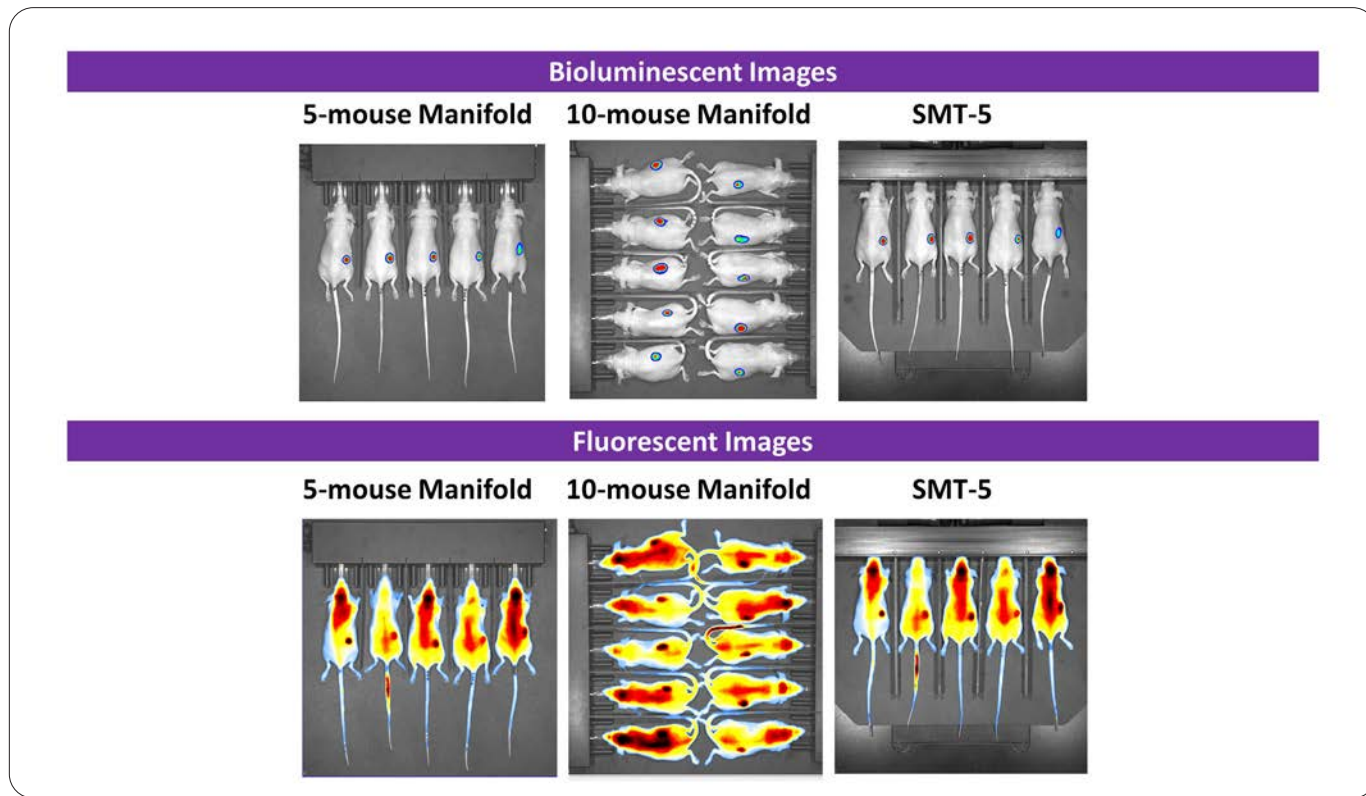 Bioluminescent Images
5-mouse Manifold 10-mouse Manifold SMT-5
Fluorescent Images
5-mouse Manifold 10-mouse Manifold SMT-5